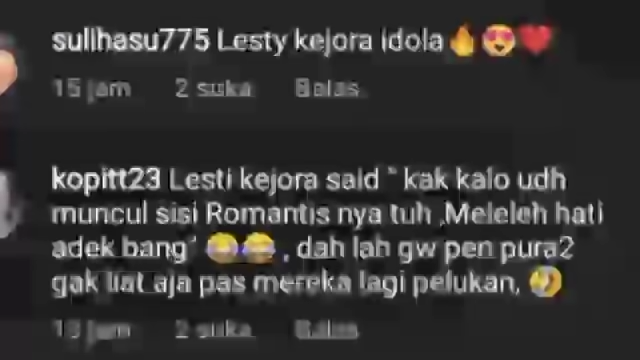 sulihasu775 Lesty kejora idola🔥😍❤️
15 jam 2 suka Balas
kopitt23 Lesti kejora said " kak kalo udh
muncul sisi Romantis nya tuh ,Meleleh hati
adek bang" 😂😂 , dah lah gw pen pura2
gak liat aja pas mereka lagi pelukan, 🤣
13 jam 2 suka Balas